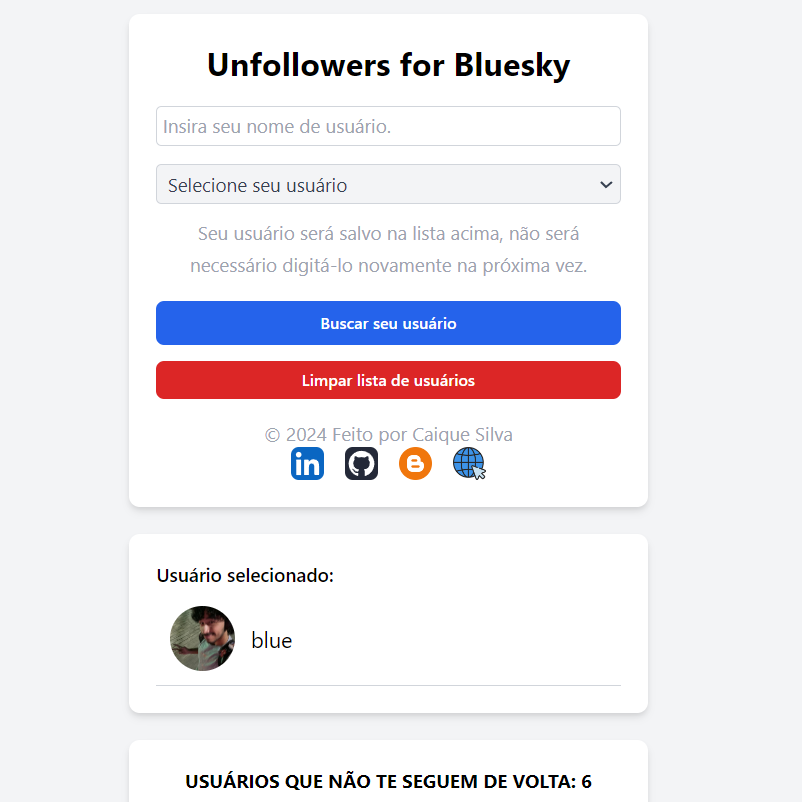 Unfollowers for Bluesky
Insira seu nome de usuário.
Selecione seu usuário
Seu usuário será salvo na lista acima, não será
necessário digitá-lo novamente na próxima vez.
Buscar seu usuário
Limpar lista de usuários
© 2024 Feito por Caique Silva
in
Usuário selecionado:
blue
USUÁRIOS QUE NÃO TE SEGUEM DE VOLTA: 6